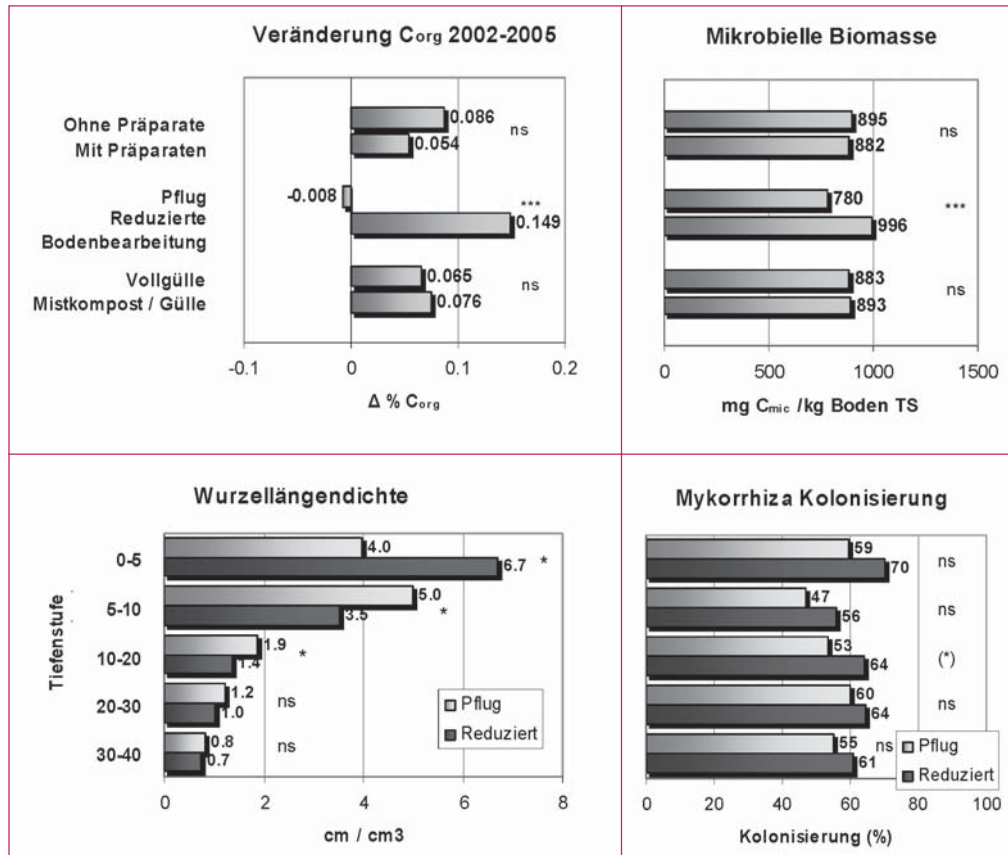 Veränderung Corg 2002-2005
Ohne Präparate
0.086
ns
Mit Präparaten
0.054
Pflug
-0.008
***
Reduzierte
Bodenbearbeitung
0.149
Vollgülle
0.065
ns
Mistkompost / Gülle
0.076
-0.1 0 0.1 0.2
Δ % Corg
Mikrobielle Biomasse
895
ns
882
780
***
996
883
ns
893
0 500 1000 1500
mg Cmic /kg Boden TS
Wurzellängendichte
Tiefenstufe
0-5
4.0
6.7 *
5-10
5.0
3.5 *
10-20
1.9
1.4 *
20-30
1.2
1.0 ns
30-40
0.8
0.7 ns
Pflug
Reduziert
0 2 4 6 8
cm / cm3
Mykorrhiza Kolonisierung
59
70 ns
47
56 ns
53
64 (*)
60
64 ns
55 ns
61
Pflug
Reduziert
0 20 40 60 80 100
Kolonisierung (%)